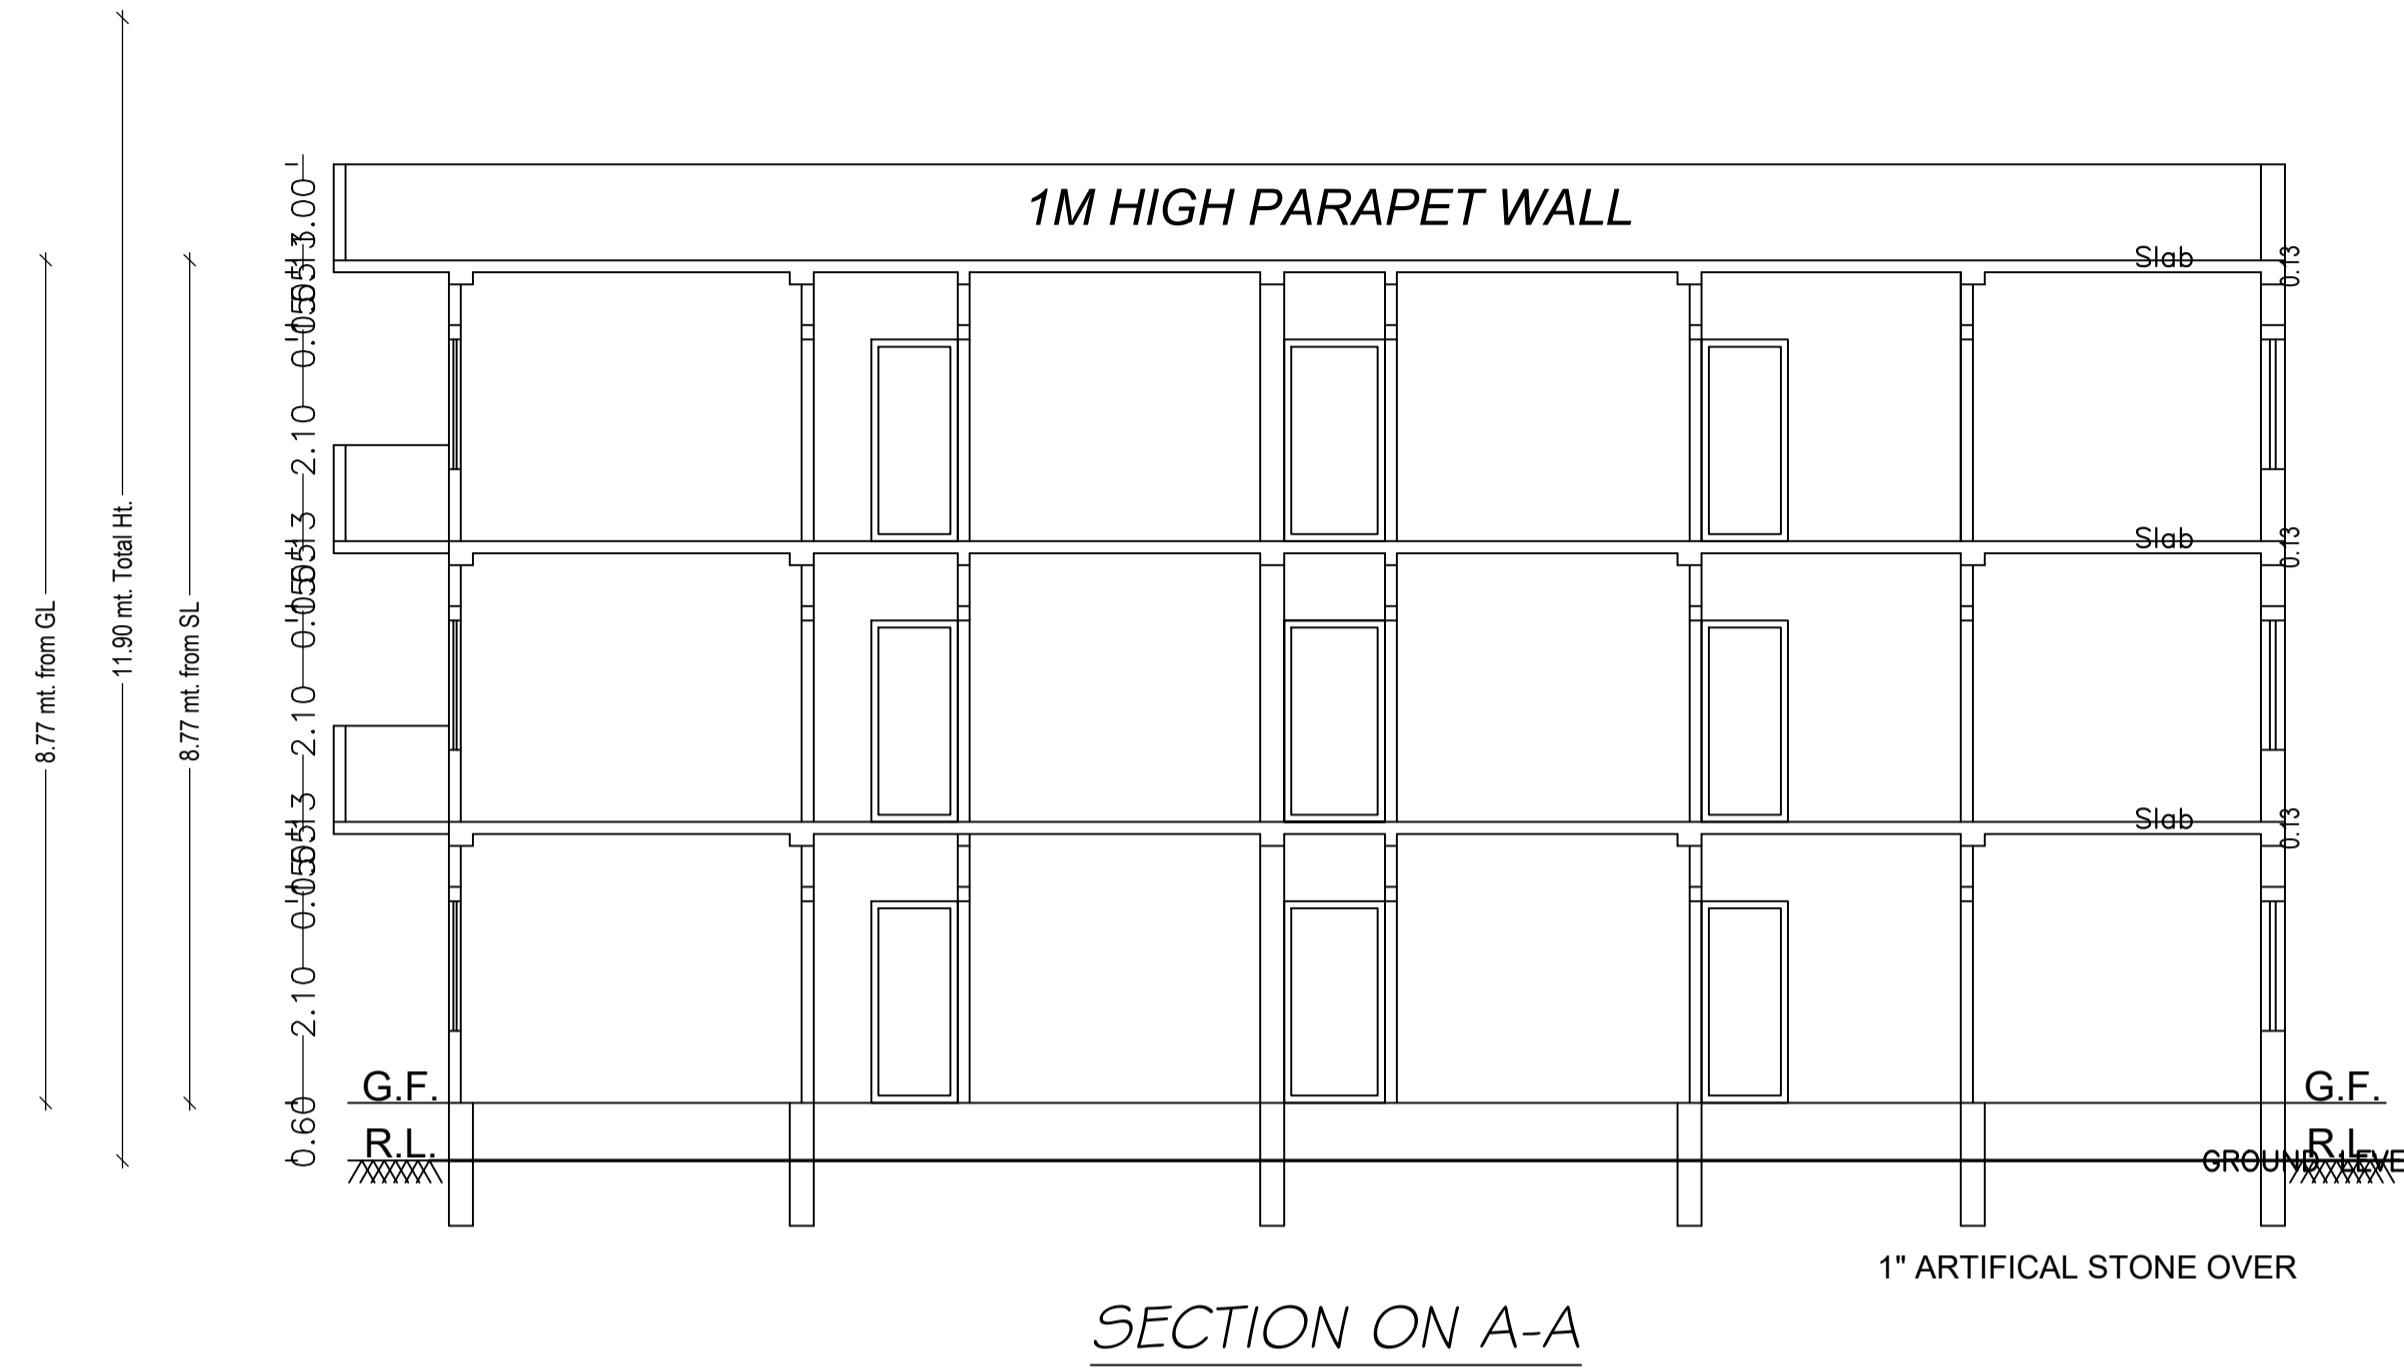 1M HIGH PARAPET WALL
8.77 mt. from GL
11.90 mt. Total Ht.
8.77 mt. from SL
Slab
0.13
2.10
Slab
0.13
2.10
Slab
0.13
2.10
G.F.
G.F.
0.60
R.L.
R.L.
GROUND LEVE
1" ARTIFICAL STONE OVER
SECTION ON A-A